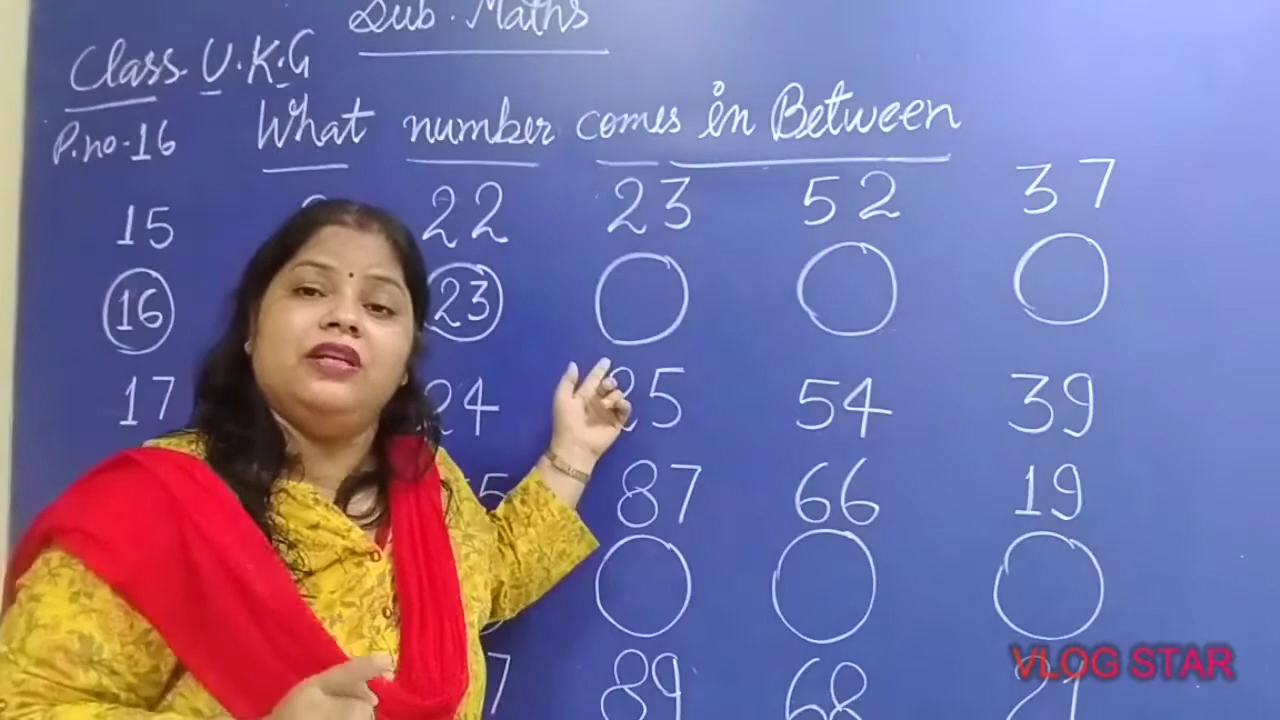 Sub. Maths
Class U.K.G
P.no-16 What number comes in Between
15 22 23 52 37
16 23
17 24 25 54 39
87 66 19
89 68 21
VLOG STAR